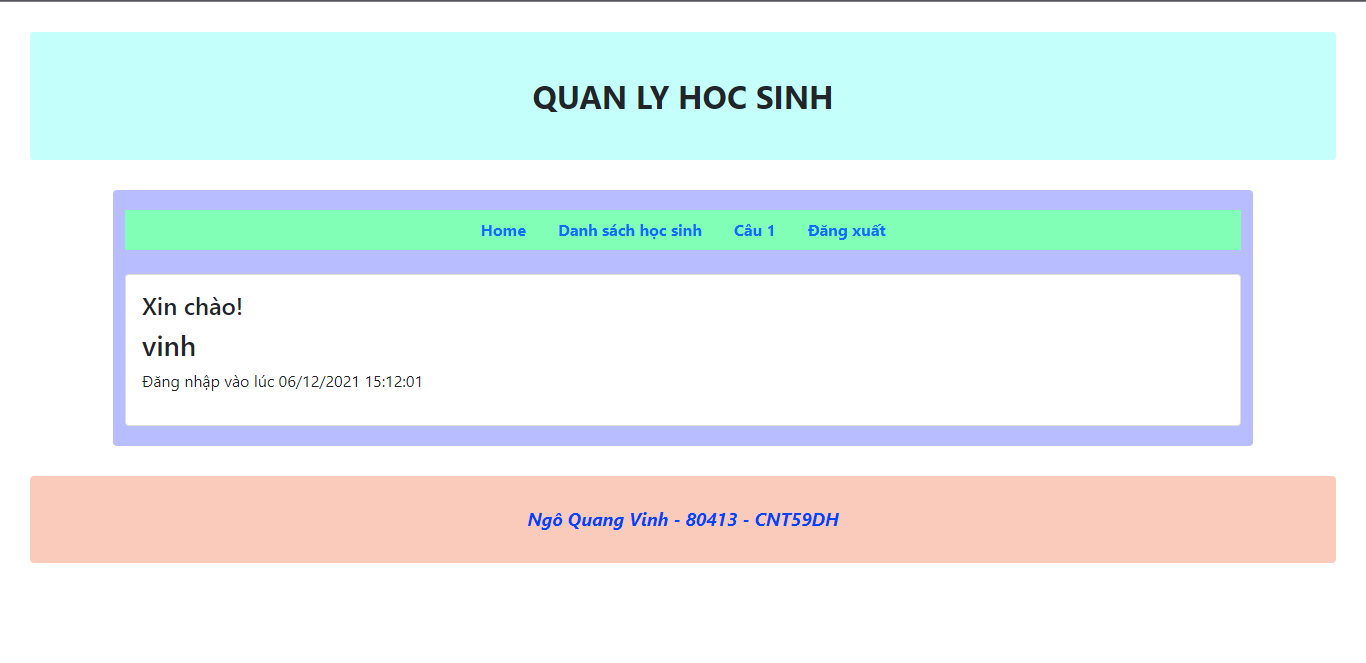 QUAN LY HOC SINH
Home Danh sách học sinh Câu 1 Đăng xuất
Xin chào!
vinh
Đăng nhập vào lúc 06/12/2021 15:12:01
Ngô Quang Vinh - 80413 - CNT59DH